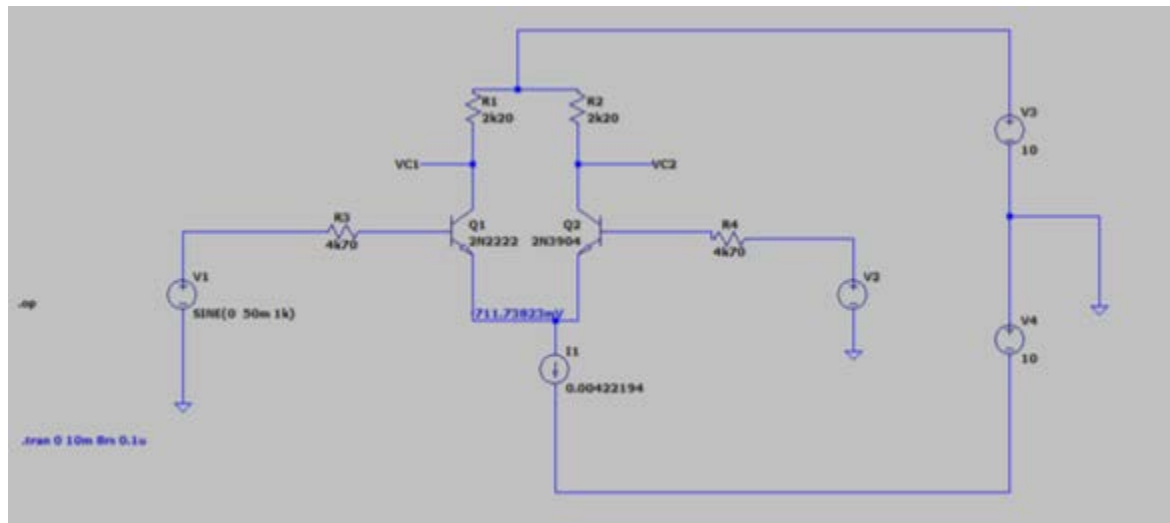 R1
2k20
R2
2k20
V3
10
VC1
VC2
R3
4k70
Q1
2N2222
Q2
2N3904
R4
4k70
V1
SINE(0 50m 1k)
V2
.op
711.73823mV
I1
0.00422194
V4
10
.tran 0 10m 8m 0.1u